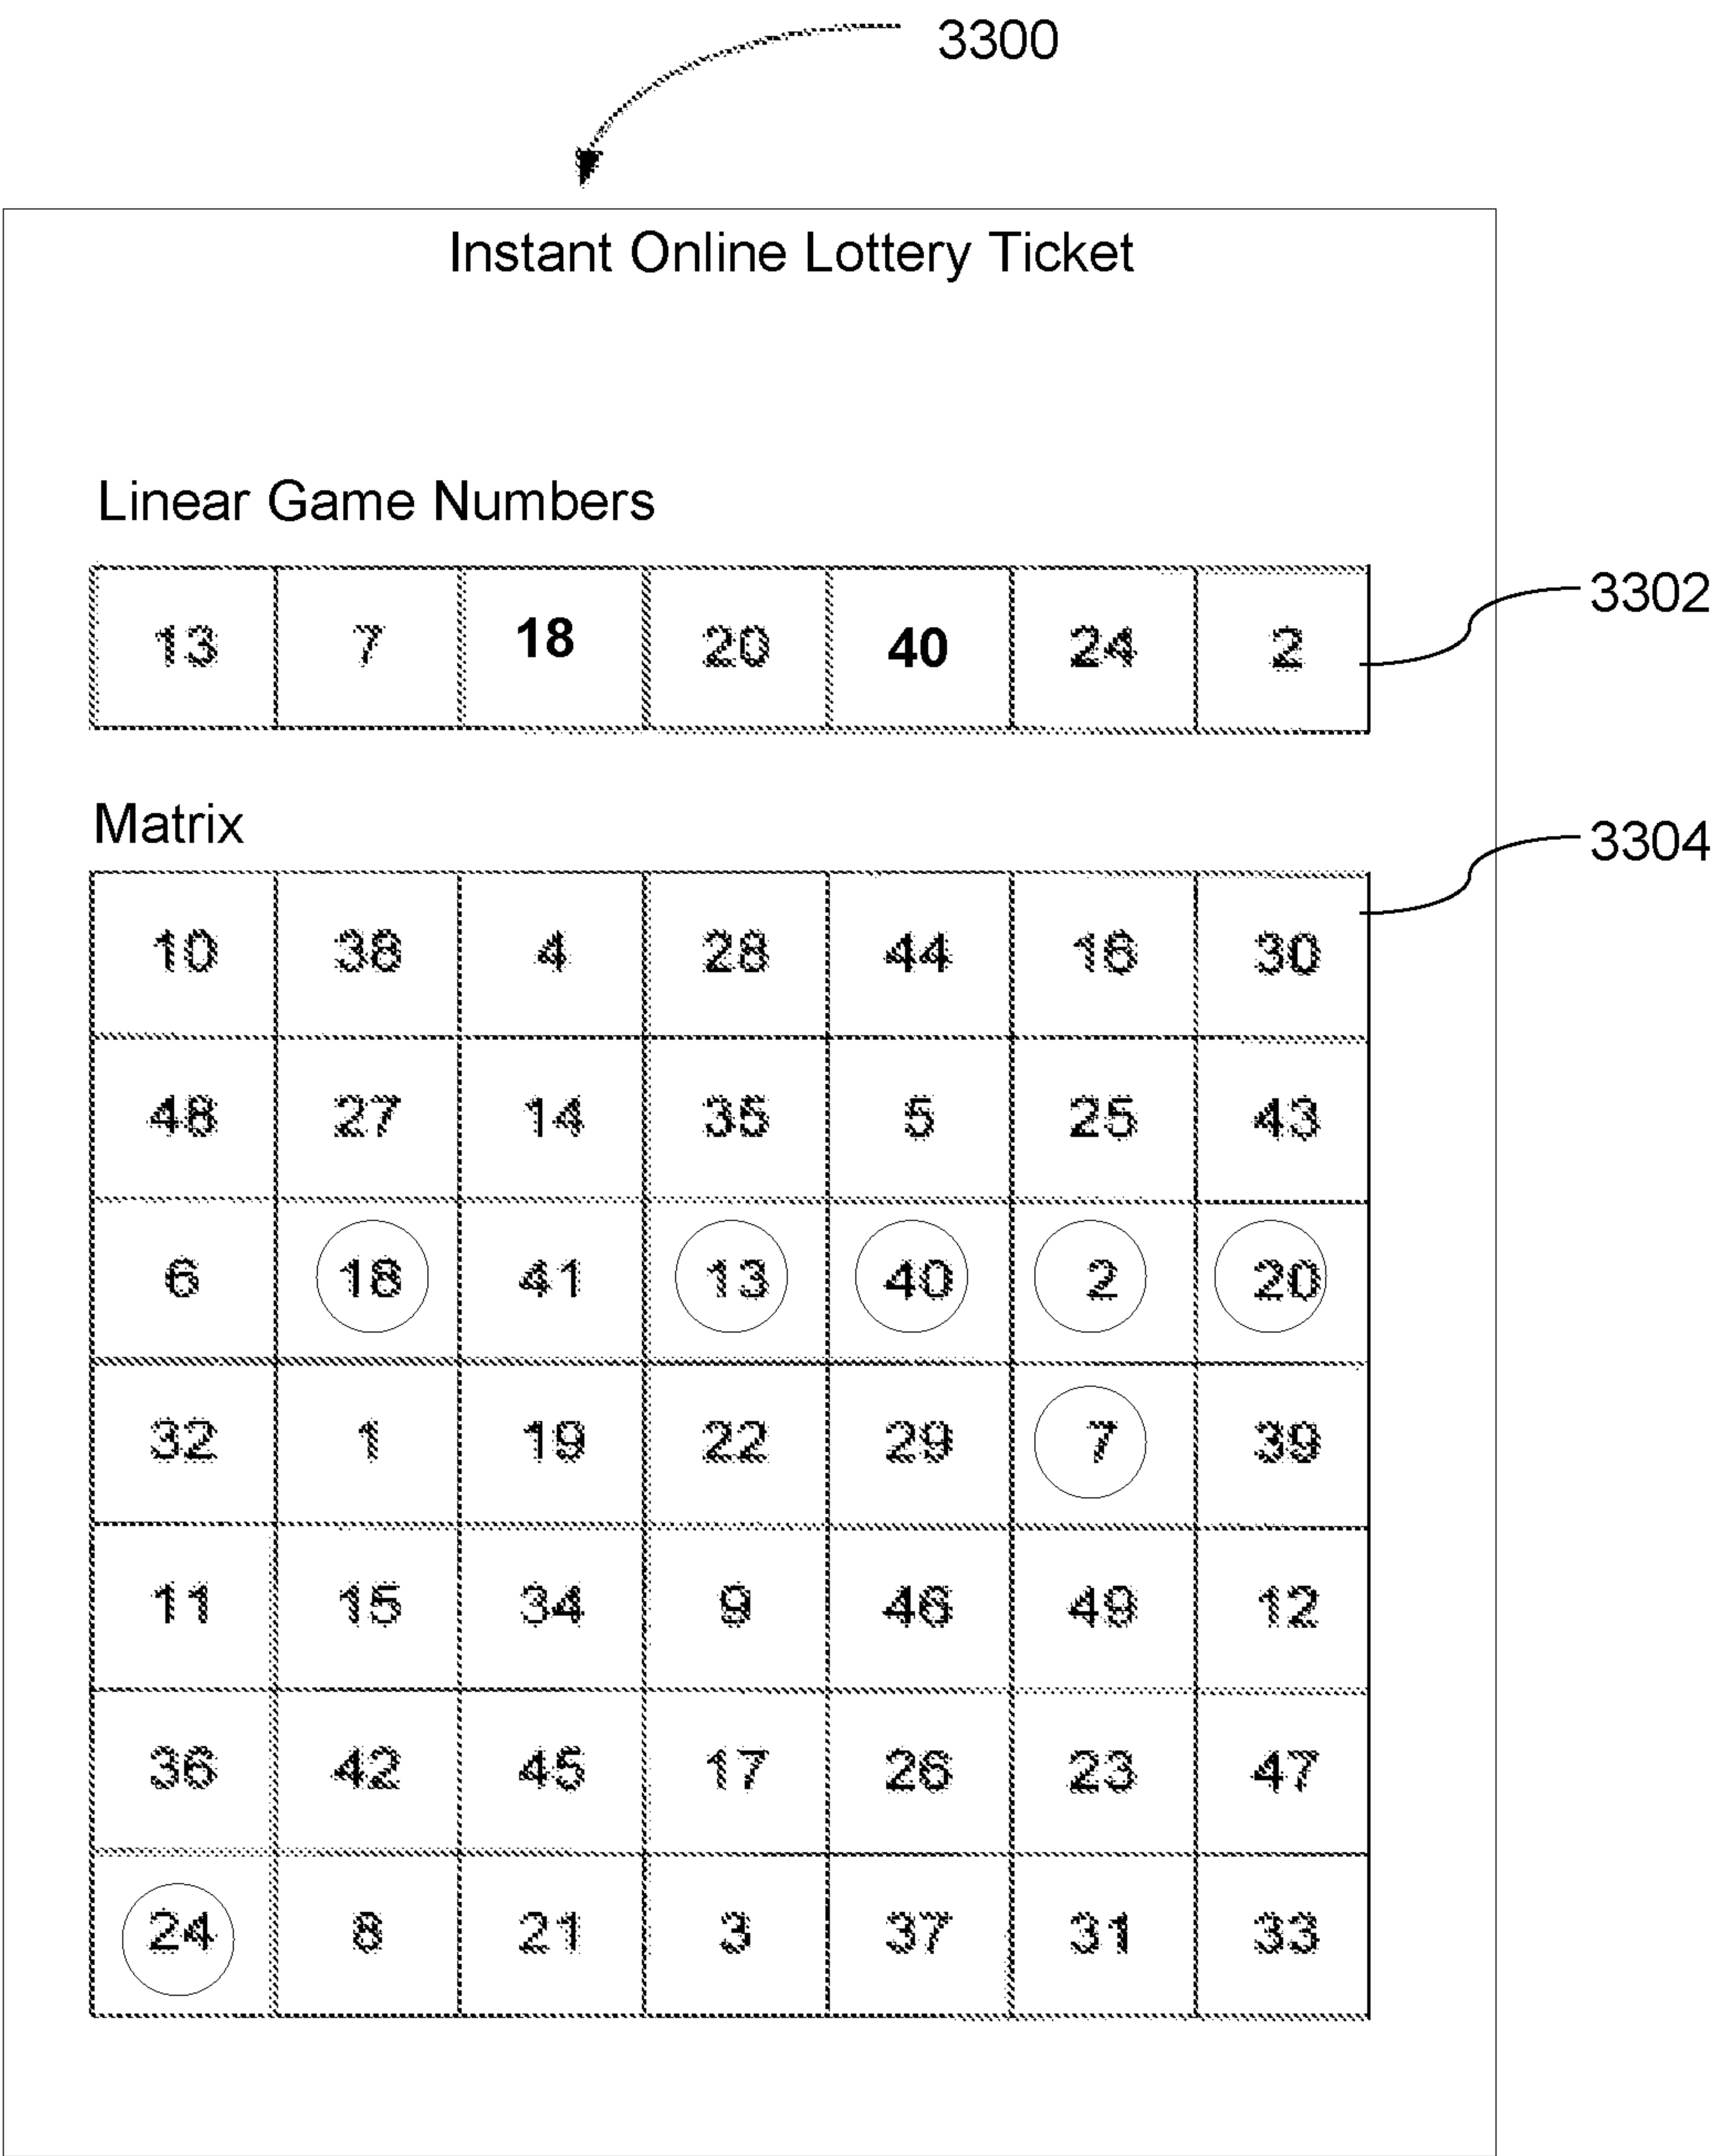 3300
Instant Online Lottery Ticket
Linear Game Numbers
13 7 18 20 40 24 2
3302
Matrix
3304
10 38 4 28 44 16 30
48 27 14 35 5 25 43
6 18 41 13 40 2 20
32 1 19 22 29 7 39
11 15 34 9 46 49 12
36 42 45 17 26 23 47
24 8 21 3 37 31 33